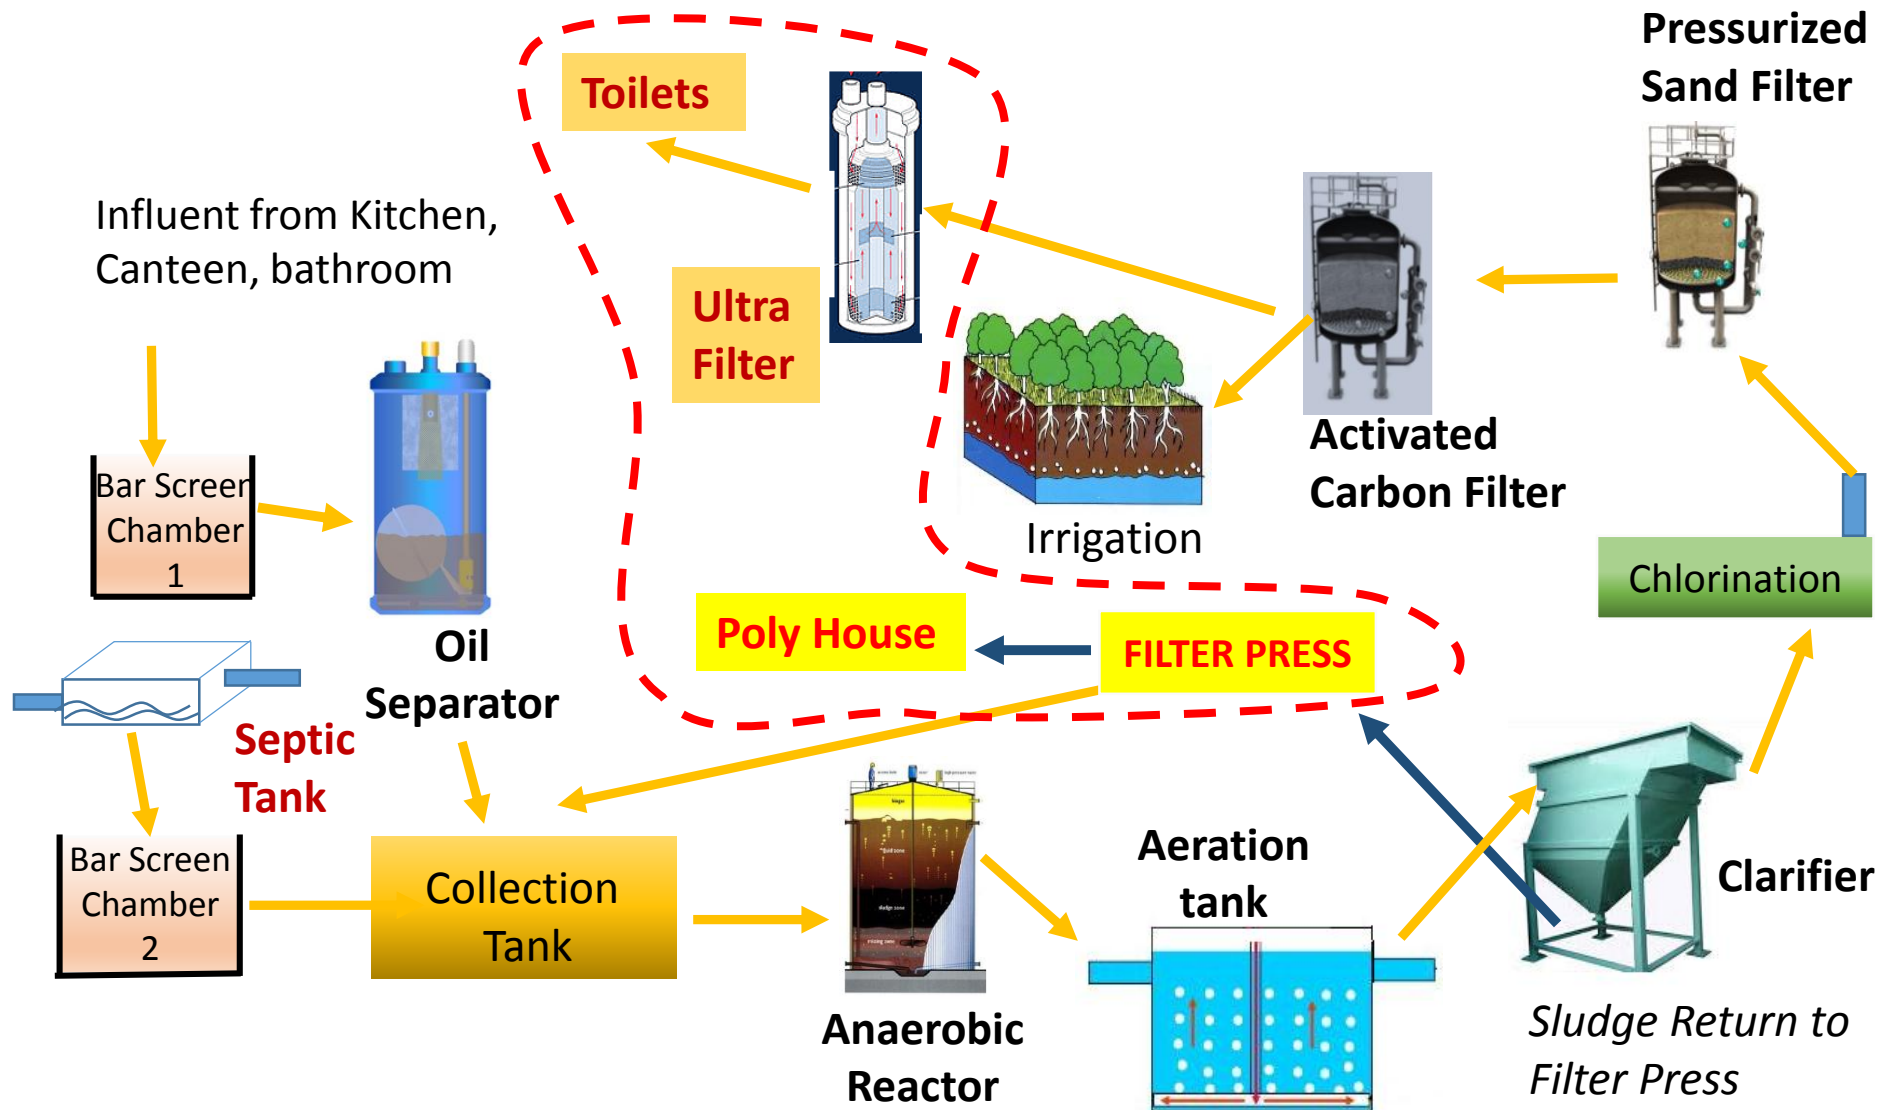 Pressurized
Sand Filter
Toilets
Influent from Kitchen,
Canteen, bathroom
Ultra
Filter
Activated
Carbon Filter
Bar Screen
Chamber
1
Irrigation
Chlorination
Oil
Separator
Poly House
FILTER PRESS
Septic
Tank
Bar Screen
Chamber
2
Collection
Tank
Aeration
tank
Clarifier
Anaerobic
Reactor
Sludge Return to
Filter Press